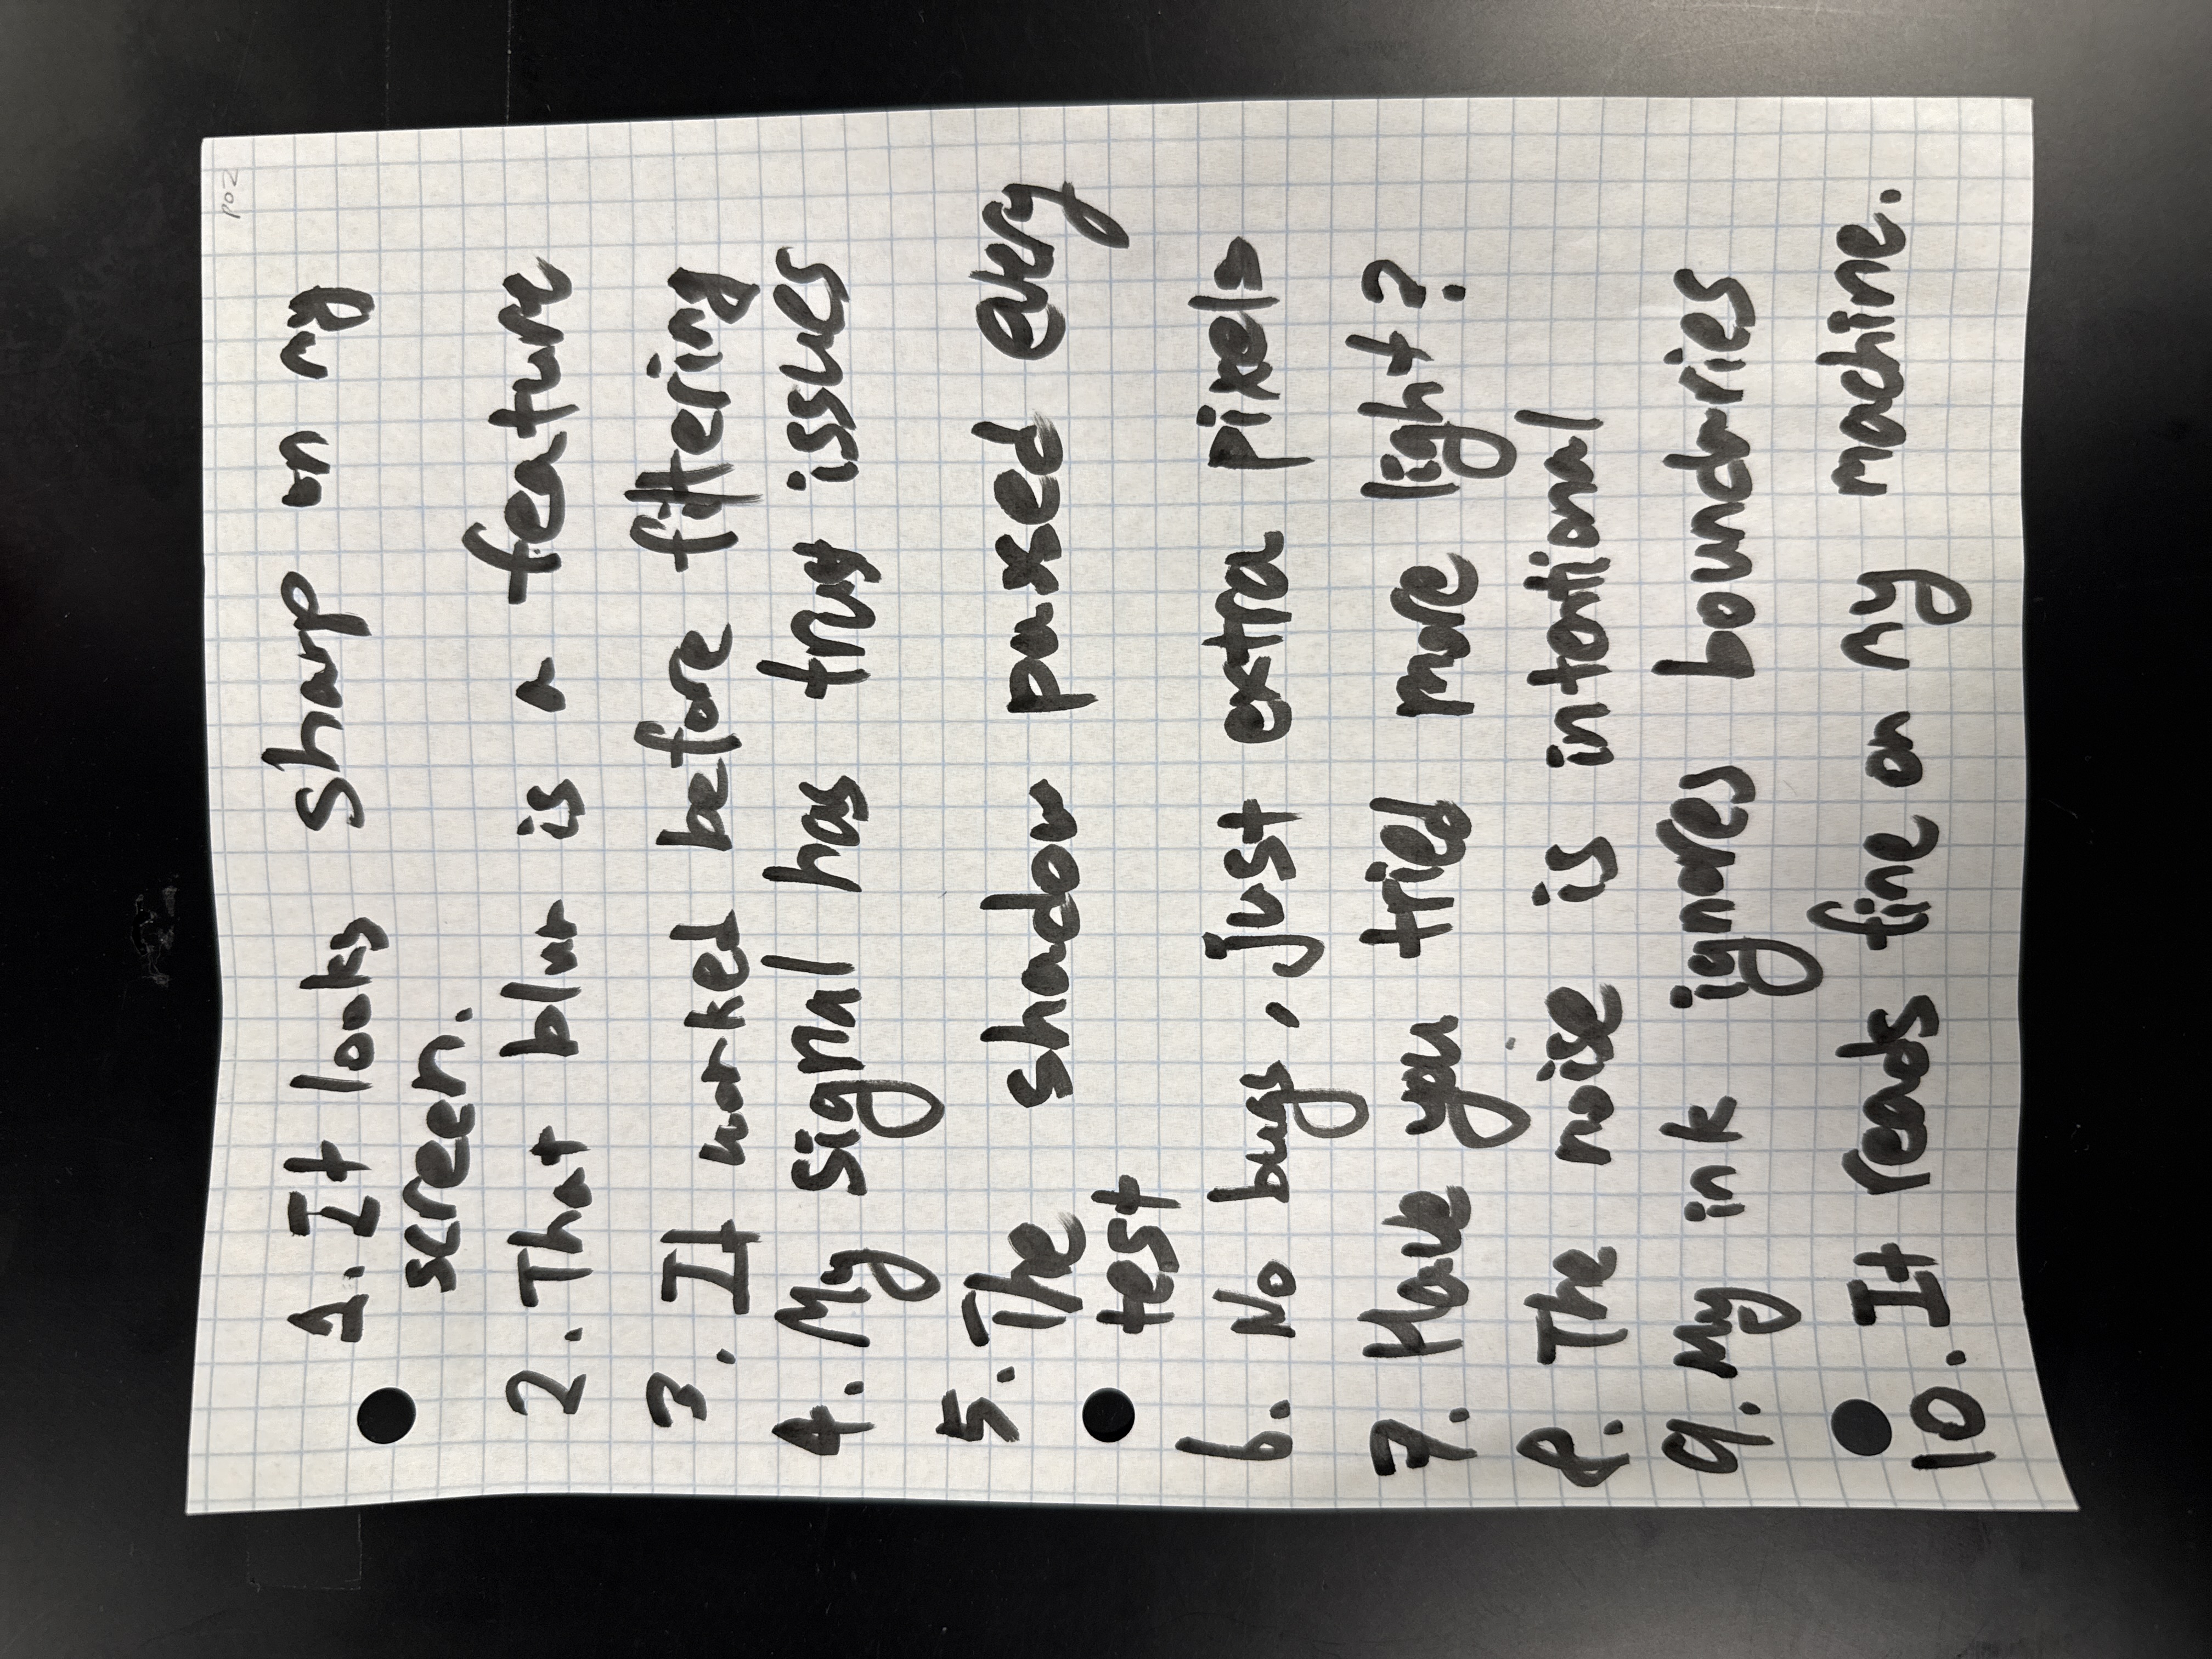 P02
1. It looks sharp on my
screen.
2. That blur is a feature
3. It worked before filtering
4. My signal has trust issues
5. The shadow passed every
test
6. No bugs, just extra pixels
7. Have you tried more light?
8. The noise is intentional
9. My ink ignores boundaries
10. It reads fine on my machine.